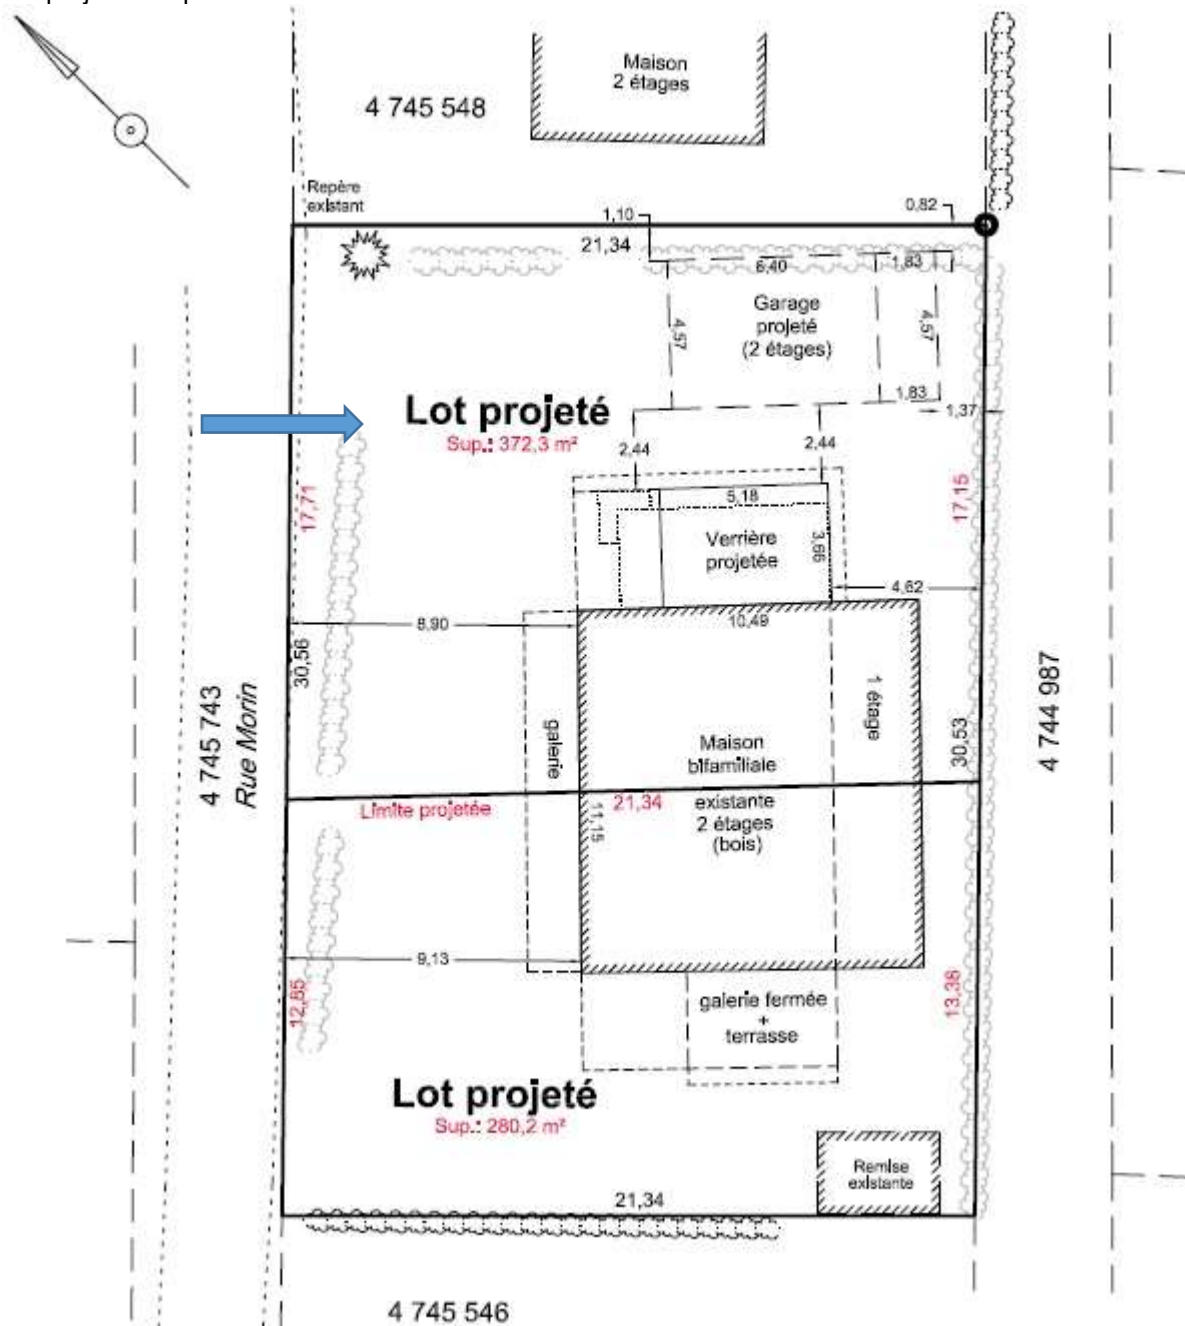 Maison
2 étages
4 745 548
Repère
existant
1,10
0,82
21,34
6,40
1,83
Garage
projeté
(2 étages)
4,57
4,57
1,83
1,37
Lot projeté
Sup.: 372,3 m²
2,44
2,44
17,71
17,15
5,18
Verrière
projetée
3,66
4,62
8,90
10,49
30,56
4 745 743
Rue Morin
galerie
1 étage
Maison
bifamiliale
30,53
4 744 987
Limite projetée
21,34
existante
2 étages
(bois)
11,15
9,13
12,85
13,38
galerie fermée
+
terrasse
Lot projeté
Sup.: 280,2 m²
Remise
existante
21,34
4 745 546